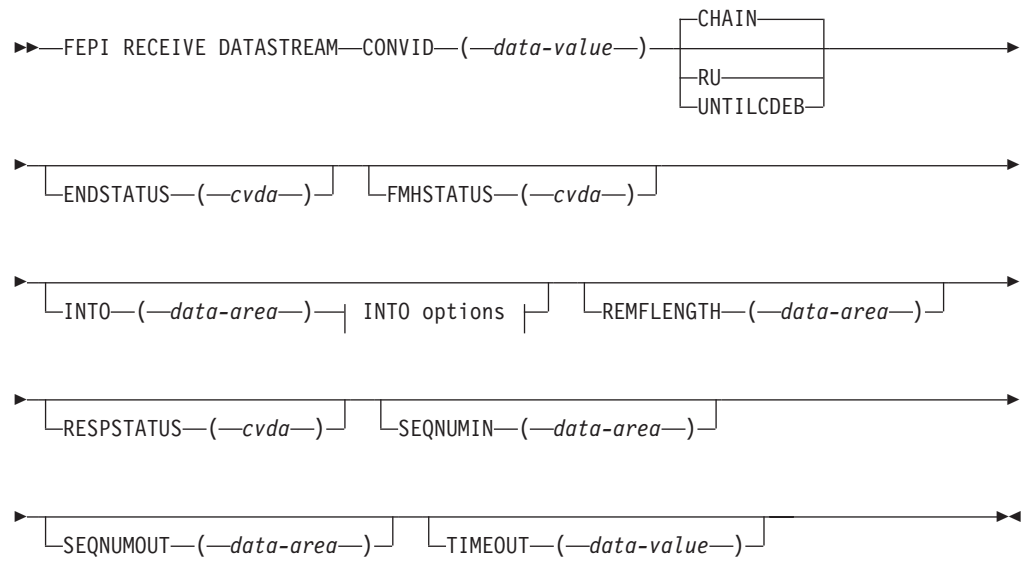 CHAIN
FEPI RECEIVE DATASTREAM CONVID ( data-value )
RU
UNTILCDEB
ENDSTATUS ( cvda ) FMHSTATUS ( cvda )
INTO ( data-area ) INTO options REMFLENGTH ( data-area )
RESPSTATUS ( cvda ) SEQNUMIN ( data-area )
SEQNUMOUT ( data-area ) TIMEOUT ( data-value )